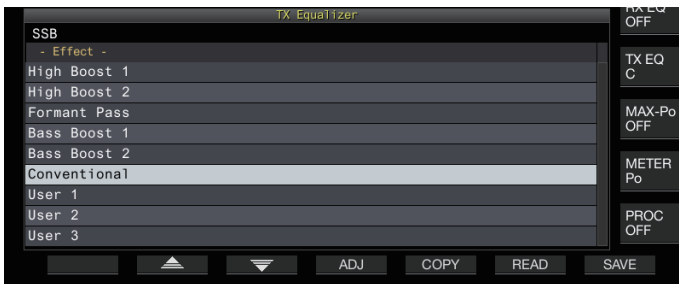 TX Equalizer
SSB
- Effect -
High Boost 1
High Boost 2
Formant Pass
Bass Boost 1
Bass Boost 2
Conventional
User 1
User 2
User 3
RX EQ
OFF
TX EQ
C
MAX-Po
OFF
METER
Po
PROC
OFF
ADJ COPY READ SAVE